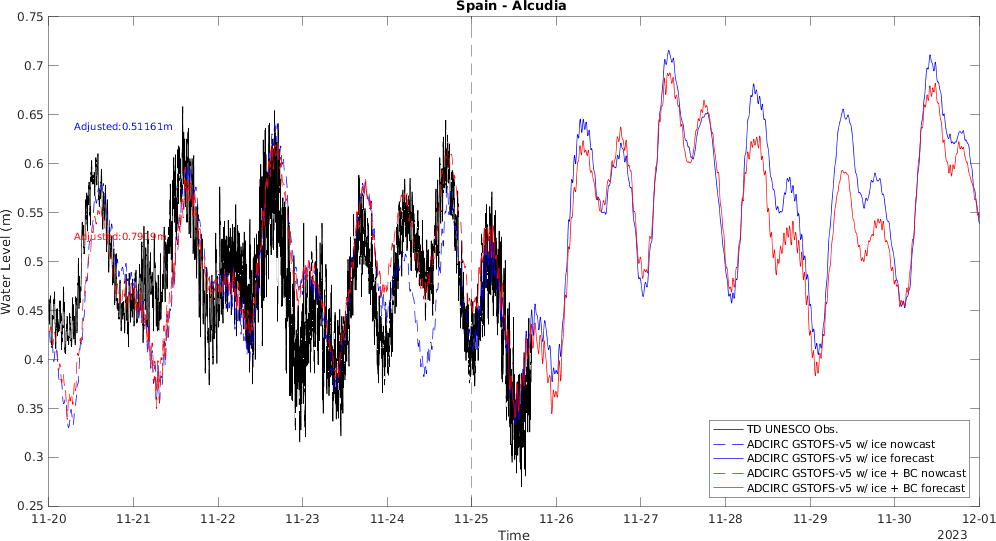 Spain - Alcudia
0.75
0.7
0.65
0.6
0.55
0.5
0.45
0.4
0.35
0.3
0.25
Water Level (m)
Adjusted:0.51161m
TD UNESCO Obs.
ADCIRC GSTOFS-v5 w/ ice nowcast
ADCIRC GSTOFS-v5 w/ ice forecast
ADCIRC GSTOFS-v5 w/ ice + BC nowcast
ADCIRC GSTOFS-v5 w/ ice + BC forecast
11-20 11-21 11-22 11-23 11-24 11-25 11-26 11-27 11-28 11-29 11-30 12-01
Time
2023